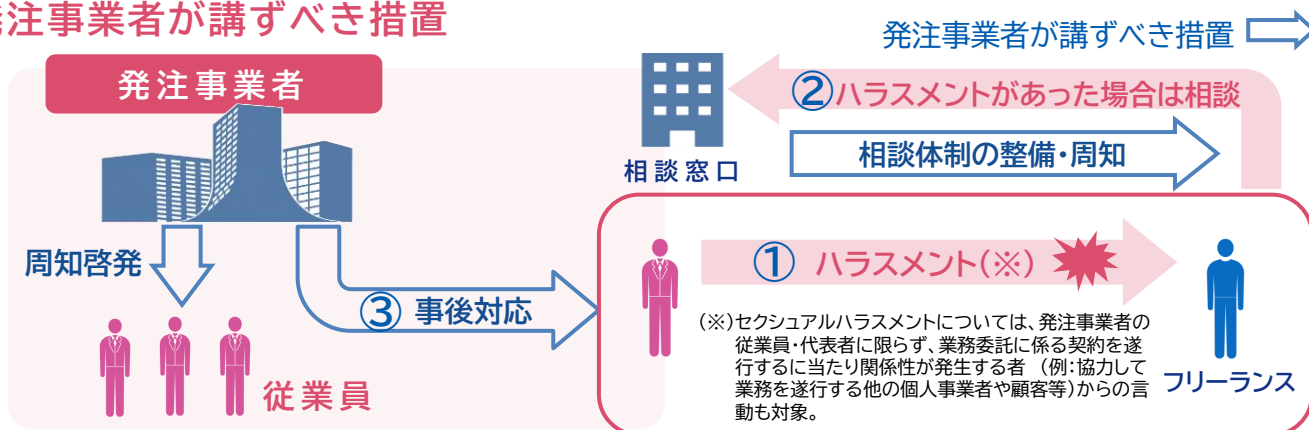 発注事業者が講ずべき措置
発注事業者が講ずべき措置
発注事業者
②ハラスメントがあった場合は相談
相談体制の整備・周知
相談窓口
周知啓発
① ハラスメント(※)
③ 事後対応
(※)セクシュアルハラスメントについては、発注事業者の
従業員・代表者に限らず、業務委託に係る契約を遂
行するに当たり関係性が発生する者 (例:協力して
業務を遂行する他の個人事業者や顧客等)からの言
動も対象。
フリーランス
従業員